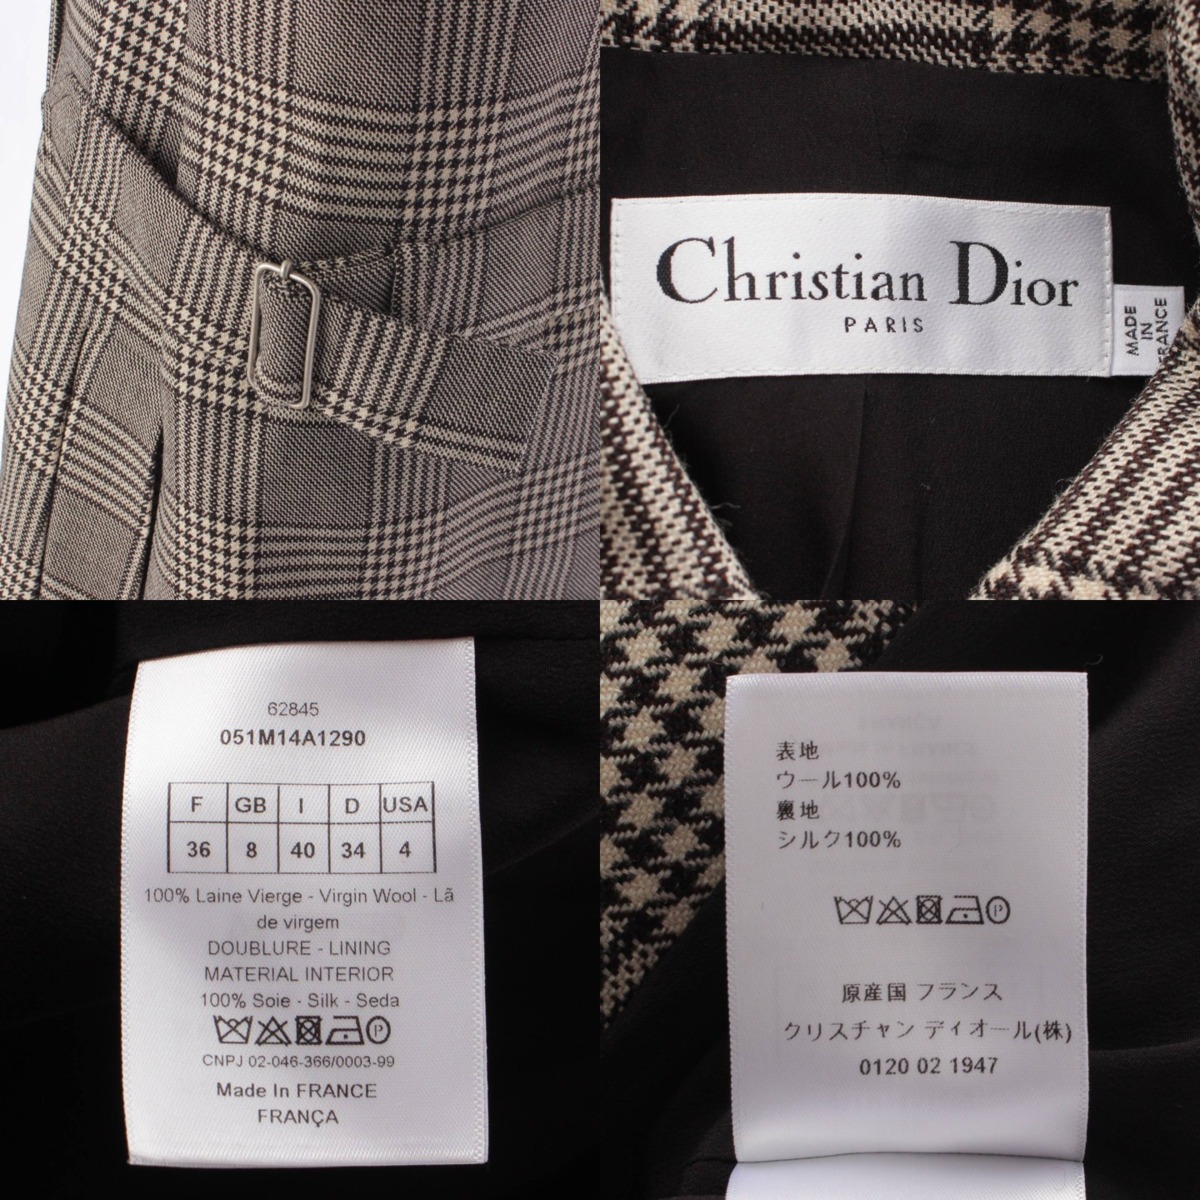 Christian Dior
PARIS
MADE
IN
FRANCE
62845
051M14A1290
F GB I D USA
36 8 40 34 4
100% Laine Vierge - Virgin Wool - Lã
de virgem
DOUBLURE - LINING
MATERIAL INTERIOR
100% Soie - Silk - Seda
CNPJ 02-046-366/0003-99
Made In FRANCE
FRANÇA
表地
ウール100%
裏地
シルク100%
原産国 フランス
クリスチャン ディオール(株)
0120 02 1947